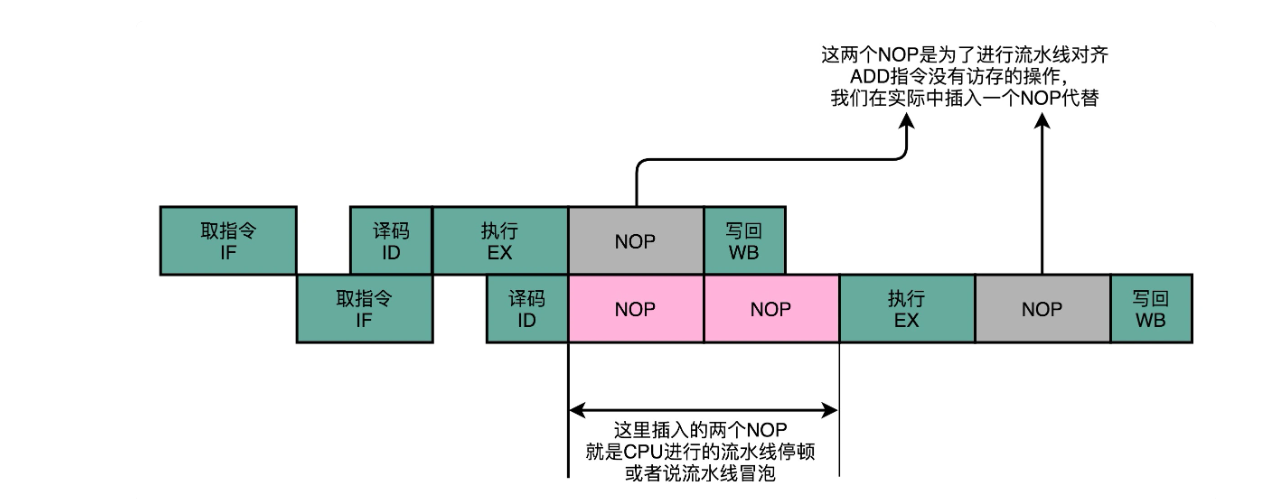 这两个NOP是为了进行流水线对齐
ADD指令没有访存的操作，
我们在实际中插入一个NOP代替
取指令
IF
译码
ID
执行
EX
NOP
写回
WB
取指令
IF
译码
ID
NOP
NOP
执行
EX
NOP
写回
WB
这里插入的两个NOP
就是CPU进行的流水线停顿
或者说流水线冒泡